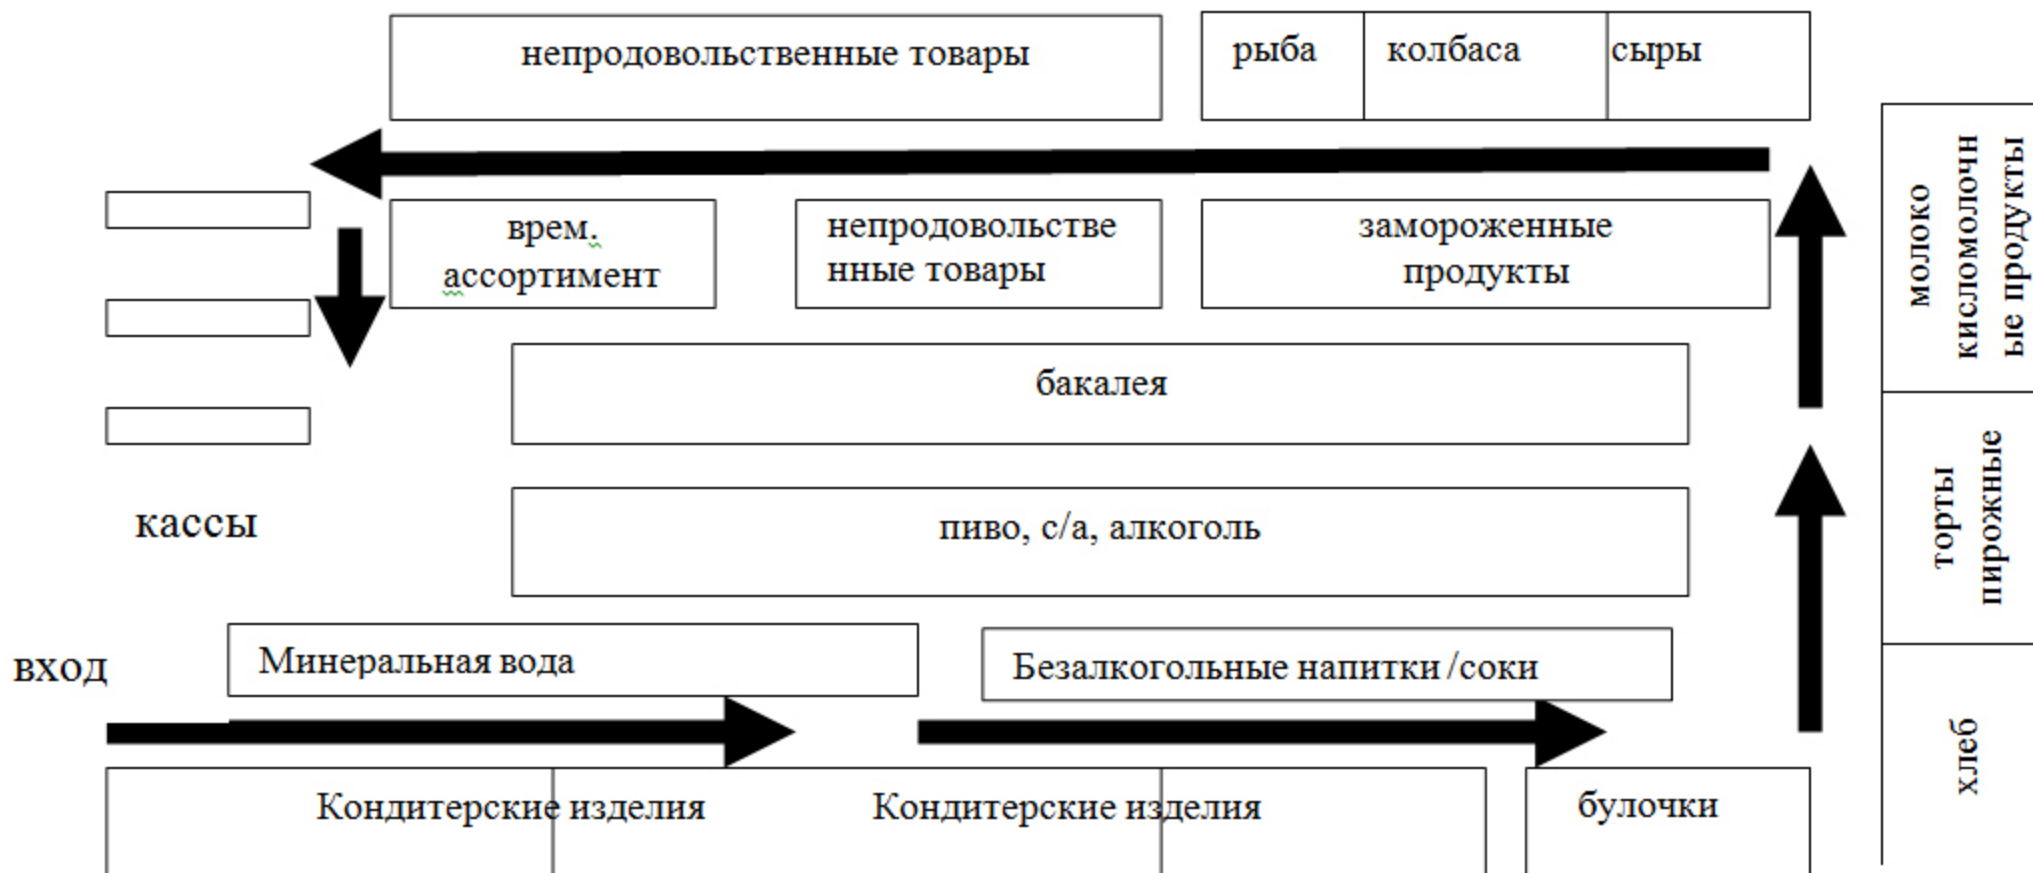 непродовольственные товары
рыба
колбаса
сыры
врем.
ассортимент
непродовольстве
нные товары
замороженные
продукты
молоко
кисломолочн
ые продукты
бакалея
кассы
пиво, с/а, алкоголь
торты
пирожные
вход
Минеральная вода
Безалкогольные напитки /соки
хлеб
Кондитерские изделия
Кондитерские изделия
булочки